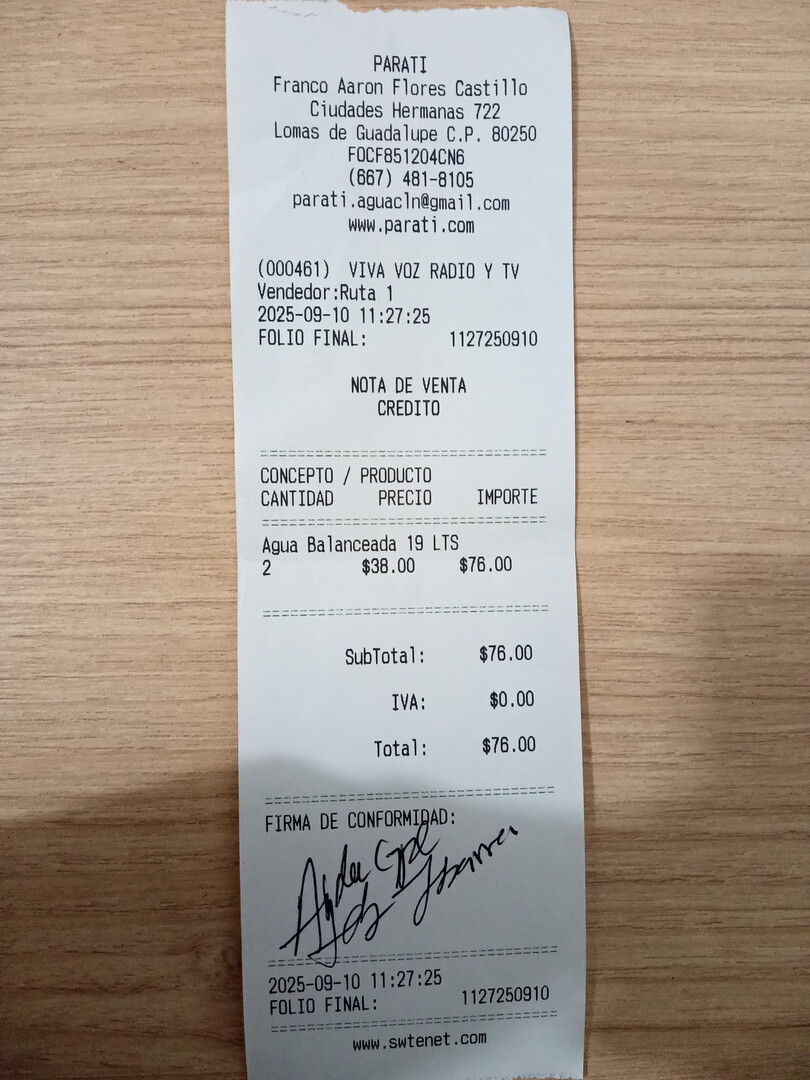 PARATI
Franco Aaron Flores Castillo
Ciudades Hermanas 722
Lomas de Guadalupe C.P. 80250
FOCF851204CN6
(667) 481-8105
parati.aguacln@gmail.com
www.parati.com
(000461) VIVA VOZ RADIO Y TV
Vendedor:Ruta 1
2025-09-10 11:27:25
FOLIO FINAL: 1127250910
NOTA DE VENTA
CREDITO
CONCEPTO / PRODUCTO
CANTIDAD PRECIO IMPORTE
Agua Balanceada 19 LTS
2 $38.00 $76.00
SubTotal: $76.00
IVA: $0.00
Total: $76.00
FIRMA DE CONFORMIDAD:
2025-09-10 11:27:25
FOLIO FINAL: 1127250910
www.swtenet.com